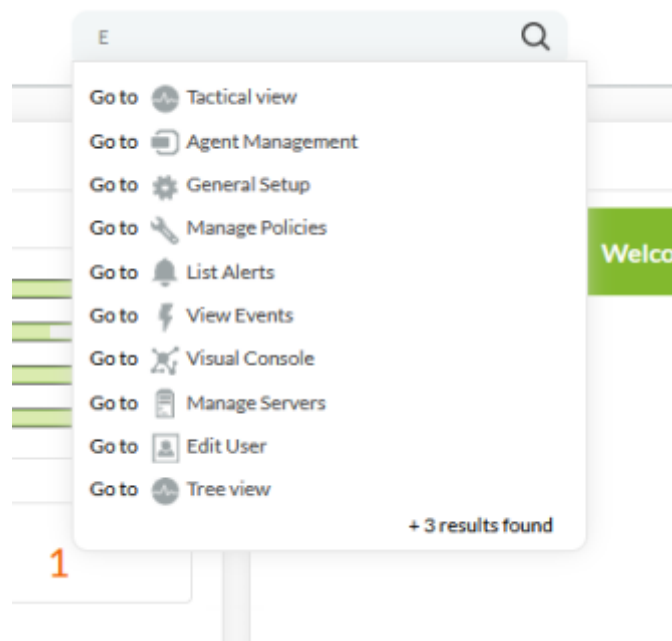 E
Go to Tactical view
Go to Agent Management
Go to General Setup
Go to Manage Policies
Welco
Go to List Alerts
Go to View Events
Go to Visual Console
Go to Manage Servers
Go to Edit User
Go to Tree view
+ 3 results found
1